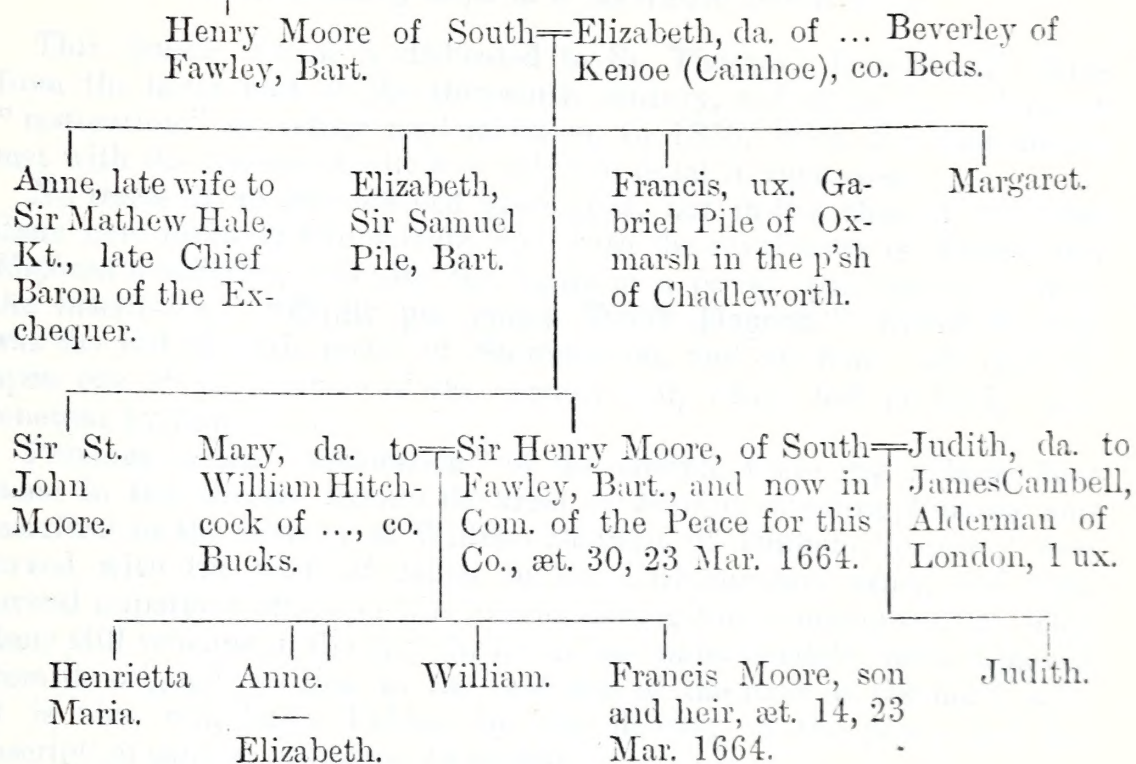 Henry Moore of South=Elizabeth, da. of ... Beverley of
Fawley, Bart. Kenoe (Cainhoe), co. Beds.
Anne, late wife to
Sir Mathew Hale,
Kt., late Chief
Baron of the Ex-
chequer.
Elizabeth,
Sir Samuel
Pile, Bart.
Francis, ux. Ga-
briel Pile of Ox-
marsh in the p'sh
of Chadleworth.
Margaret.
Sir St.
John
Moore.
Mary, da. to
William Hitch-
cock of ..., co.
Bucks.
Sir Henry Moore, of South
Fawley, Bart., and now in
Com. of the Peace for this
Co., æt. 30, 23 Mar. 1664.
Judith, da. to
JamesCambell,
Alderman of
London, 1 ux.
Henrietta
Maria.
Anne.
—
Elizabeth.
William.
Francis Moore, son
and heir, æt. 14, 23
Mar. 1664.
Judith.